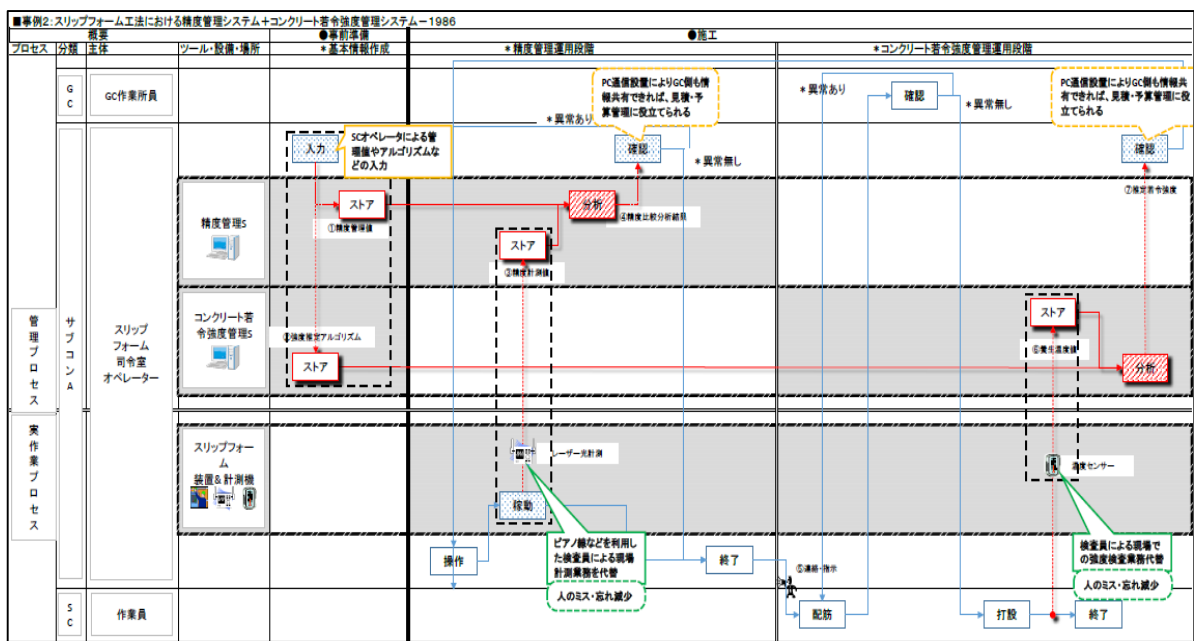 ■事例2：スリップフォーム工法における精度管理システム＋コンクリート若令強度管理システム－1986
概要
●事前準備
●施工
プロセス
分類
主体
ツール・設備・場所
＊基本情報作成
＊精度管理運用段階
＊コンクリート若令強度管理運用段階
G
C
GC作業所員
PC通信設置によりGC側も情
報共有できれば、見積・予
算管理に役立てられる
＊異常あり
確認
＊異常無し
PC通信設置によりGC側も情
報共有できれば、見積・予
算管理に役立てられる
＊異常あり
入力
SCオペレータによる管
理値やアルゴリズムな
どの入力
確認
＊異常無し
確認
精度管理S
ストア
①精度管理値
分析
④精度比較分析結果
⑦推定若令強度
ストア
③精度計測値
管
理
プ
ロ
セ
ス
サ
ブ
コ
ン
A
スリップ
フォーム
司令室
オペレーター
コンクリート若
令強度管理S
②強度推定アルゴリズム
ストア
ストア
⑥養生温度値
分析
実
作
業
プ
ロ
セ
ス
スリップフォー
ム
装置&計測機
レーザー光計測
稼動
温度センサー
操作
ピアノ線などを利用し
た検査員による現場
計測業務を代替
人のミス・忘れ減少
終了
⑤連絡・指示
検査員による現場で
の強度検査業務代替
人のミス・忘れ減少
S
C
作業員
配筋
打設
終了